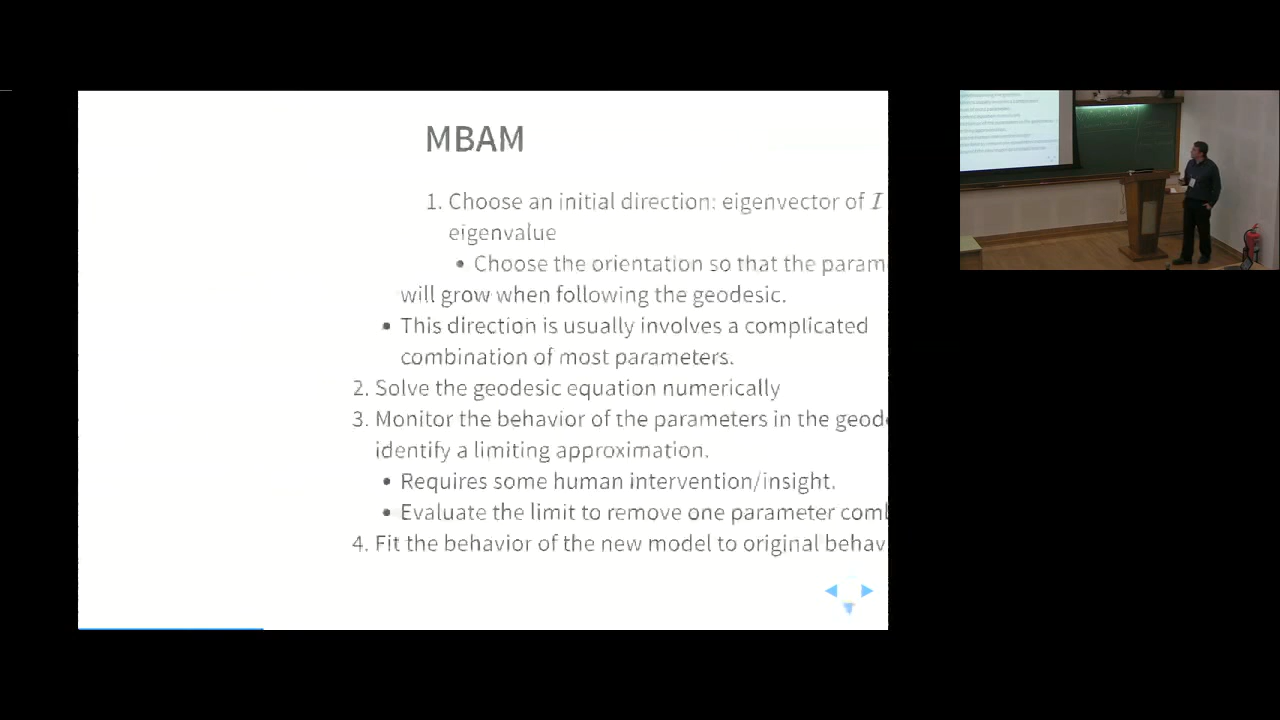 MBAM
1. Choose an initial direction: eigenvector of I
eigenvalue
• Choose the orientation so that the param
will grow when following the geodesic.
• This direction is usually involves a complicated
combination of most parameters.
2. Solve the geodesic equation numerically
3. Monitor the behavior of the parameters in the geod
identify a limiting approximation.
• Requires some human intervention/insight.
• Evaluate the limit to remove one parameter com
4. Fit the behavior of the new model to original behav